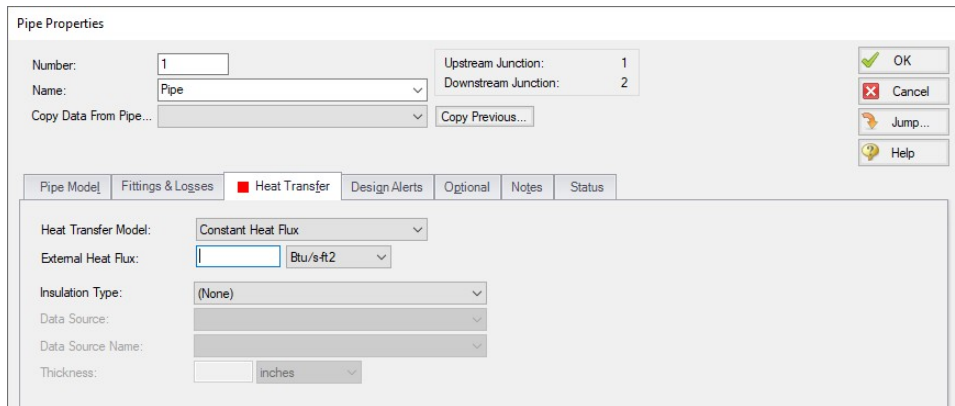 Pipe Properties
Number: 1
Name: Pipe
Copy Data From Pipe... Copy Previous...
Upstream Junction: 1
Downstream Junction: 2
OK
Cancel
Jump...
Help
Pipe Model Fittings & Losses Heat Transfer Design Alerts Optional Notes Status
Heat Transfer Model: Constant Heat Flux
External Heat Flux: Btu/s-ft2
Insulation Type: (None)
Data Source:
Data Source Name:
Thickness: inches